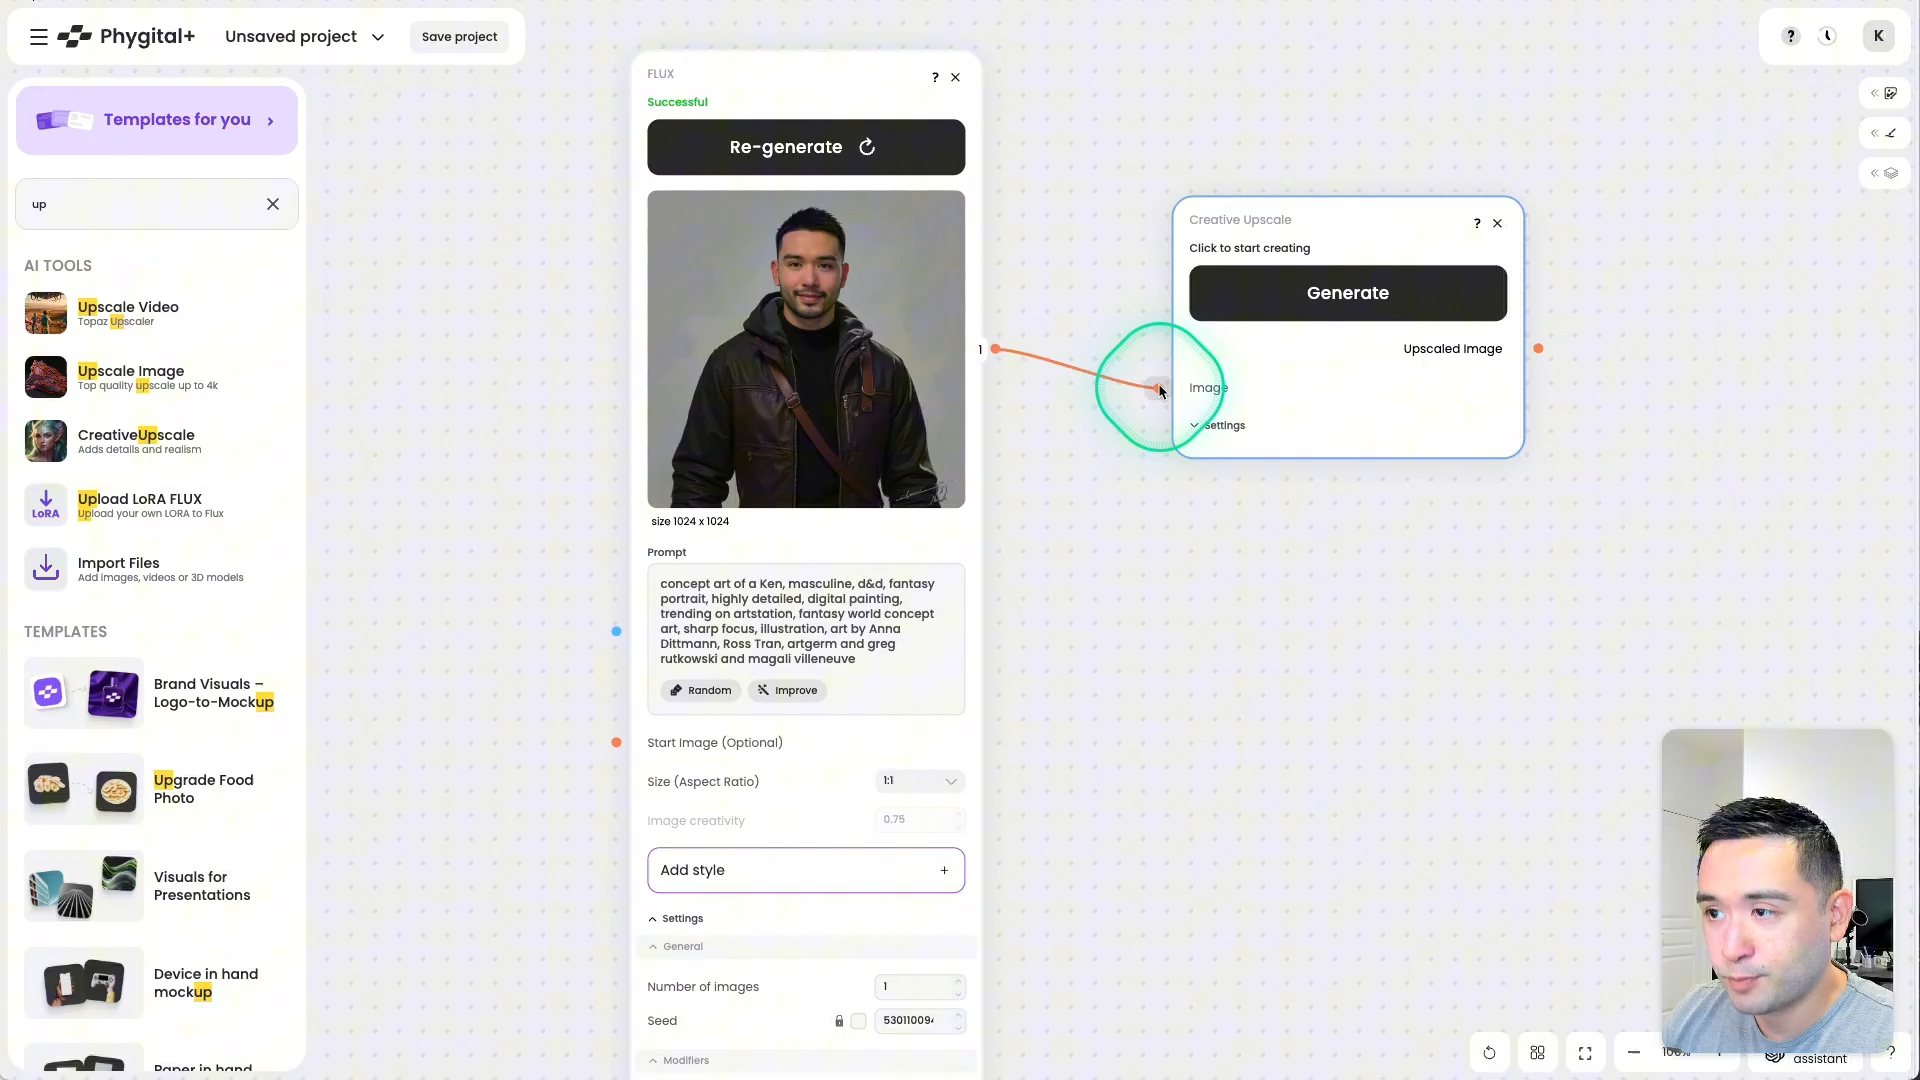 Phygital+
Unsaved project
Save project
?
K
Templates for you
up
AI TOOLS
Upscale Video
Topaz Upscaler
Upscale Image
Top quality upscale up to 4k
CreativeUpscale
Adds details and realism
LoRA
Upload LoRA FLUX
Upload your own LORA to Flux
Import Files
Add images, videos or 3D models
TEMPLATES
Brand Visuals –
Logo-to-Mockup
Upgrade Food
Photo
Visuals for
Presentations
Device in hand
mockup
Paper in hand
FLUX
?
Successful
Re-generate
1
size 1024 x 1024
Prompt
concept art of a Ken, masculine, d&d, fantasy
portrait, highly detailed, digital painting,
trending on artstation, fantasy world concept
art, sharp focus, illustration, art by Anna
Dittmann, Ross Tran, artgerm and greg
rutkowski and magali villeneuve
Random
Improve
Start Image (Optional)
Size (Aspect Ratio)
1:1
Image creativity
0.75
Add style
+
Settings
General
Number of images
1
Seed
530110094
Modifiers
Creative Upscale
?
Click to start creating
Generate
Upscaled Image
Image
Settings
100%
assistant
?